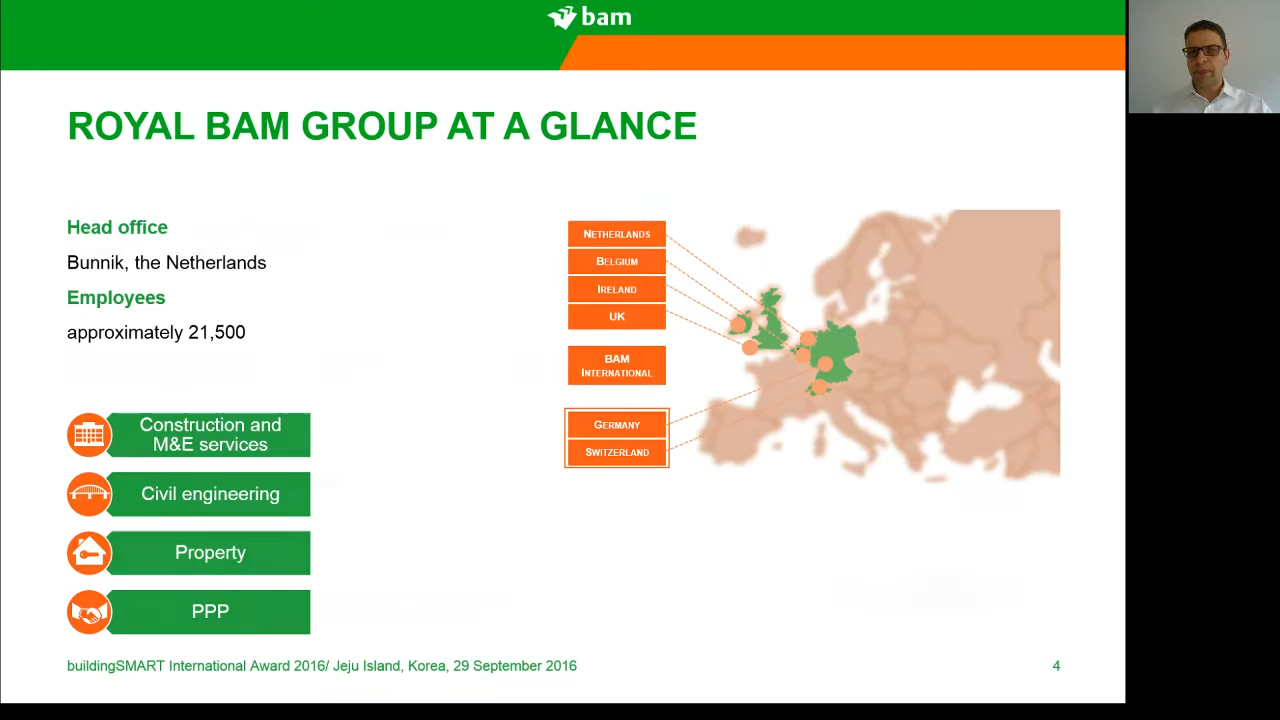 bam
ROYAL BAM GROUP AT A GLANCE
Head office
Bunnik, the Netherlands
Employees
approximately 21,500
Construction and
M&E services
Civil engineering
Property
PPP
NETHERLANDS
BELGIUM
IRELAND
UK
BAM
INTERNATIONAL
GERMANY
SWITZERLAND
buildingSMART International Award 2016/ Jeju Island, Korea, 29 September 2016
4